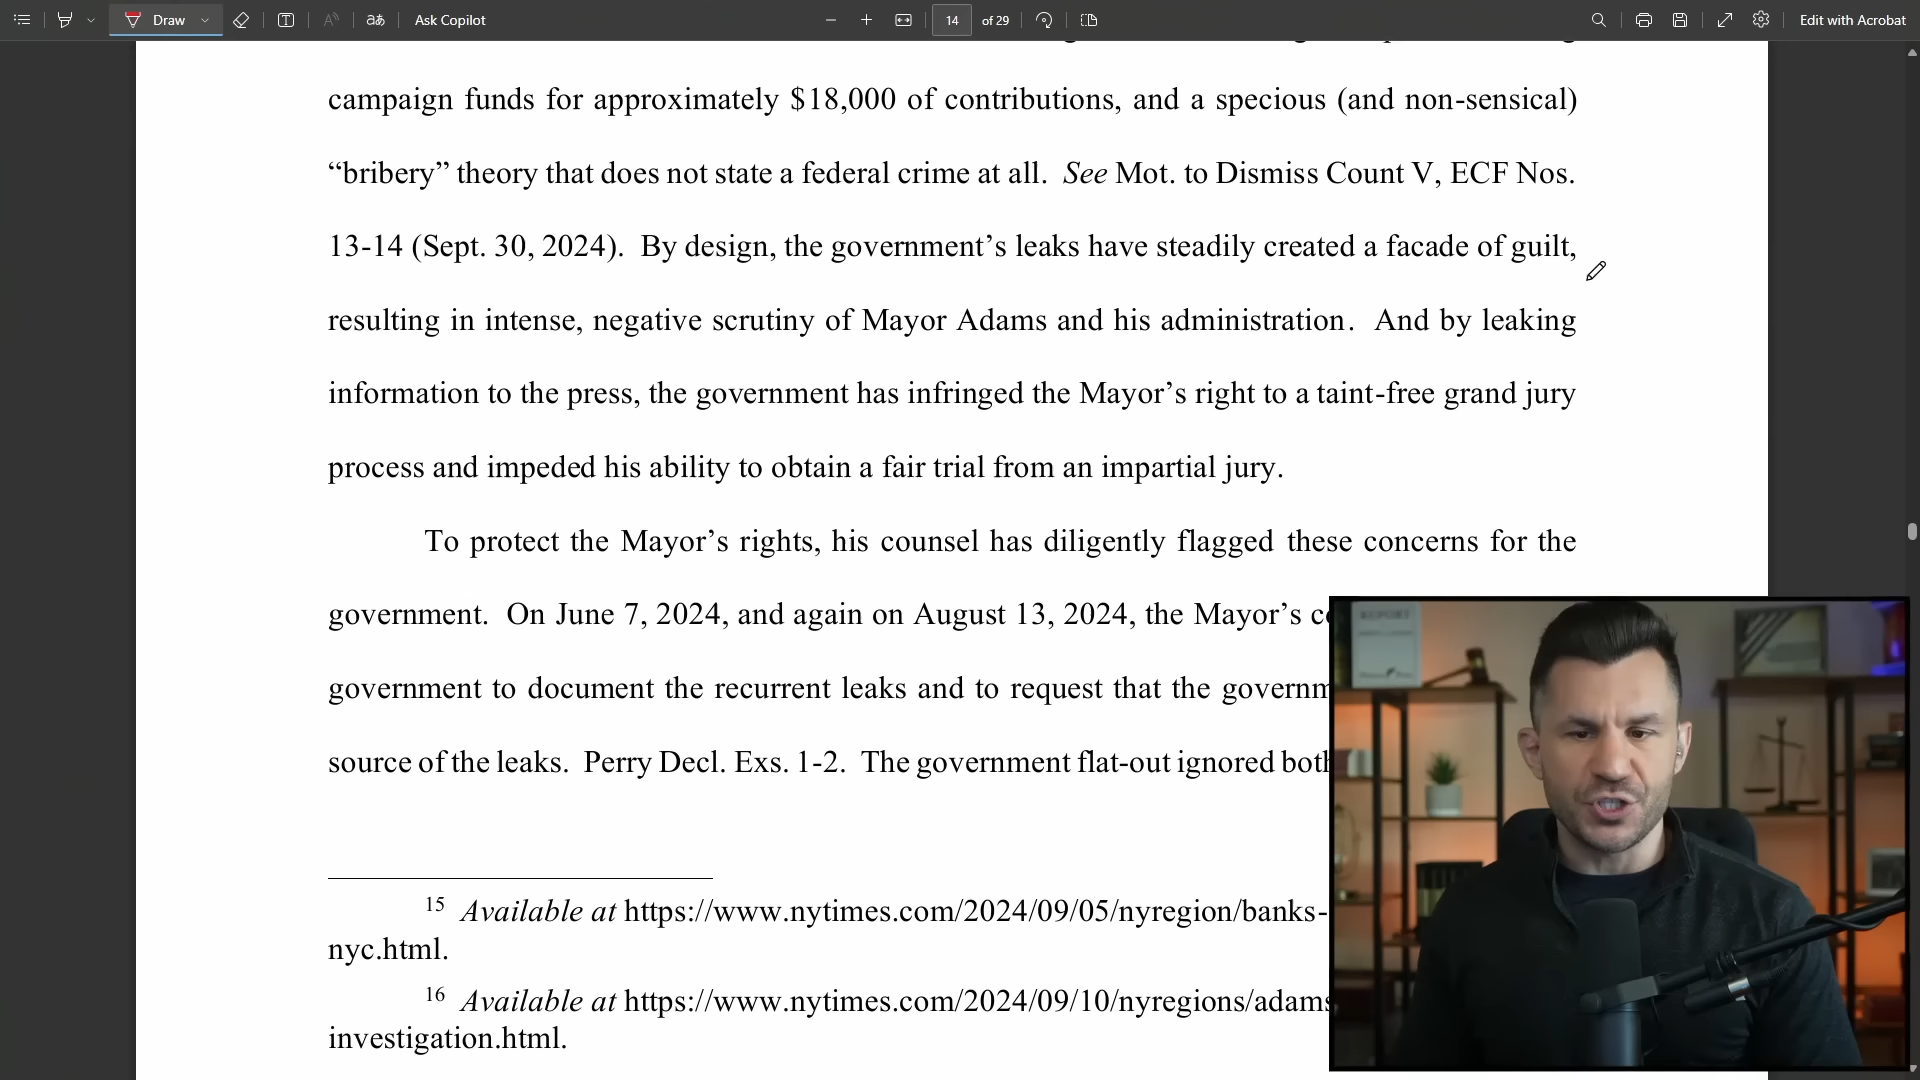 Draw
Ask Copilot
14 of 29
Edit with Acrobat
campaign funds for approximately $18,000 of contributions, and a specious (and non-sensical)
“bribery” theory that does not state a federal crime at all. See Mot. to Dismiss Count V, ECF Nos.
13-14 (Sept. 30, 2024). By design, the government’s leaks have steadily created a facade of guilt,
resulting in intense, negative scrutiny of Mayor Adams and his administration. And by leaking
information to the press, the government has infringed the Mayor’s right to a taint-free grand jury
process and impeded his ability to obtain a fair trial from an impartial jury.
To protect the Mayor’s rights, his counsel has diligently flagged these concerns for the
government. On June 7, 2024, and again on August 13, 2024, the Mayor’s
government to document the recurrent leaks and to request that the
source of the leaks. Perry Decl. Exs. 1-2. The government flat-out ignored
15 Available at https://www.nytimes.com/2024/09/05/nyregion/banks-
nyc.html.
16 Available at https://www.nytimes.com/2024/09/10/nyregions/adams
investigation.html.
REPORT